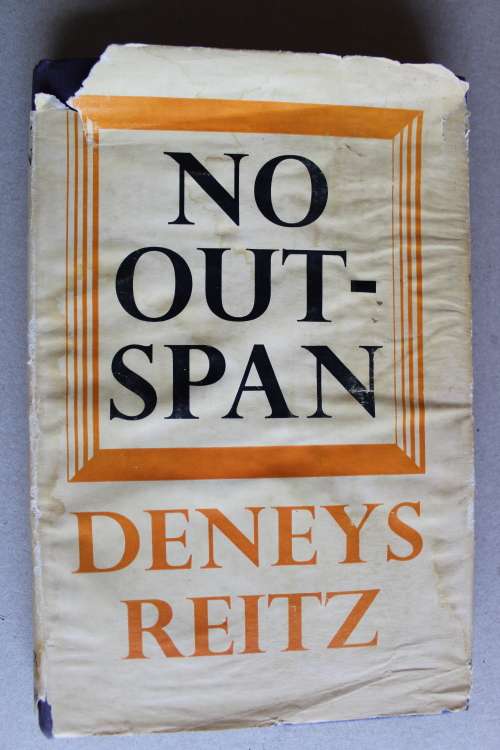 NO
OUT-
SPAN
DENEYS
REITZ